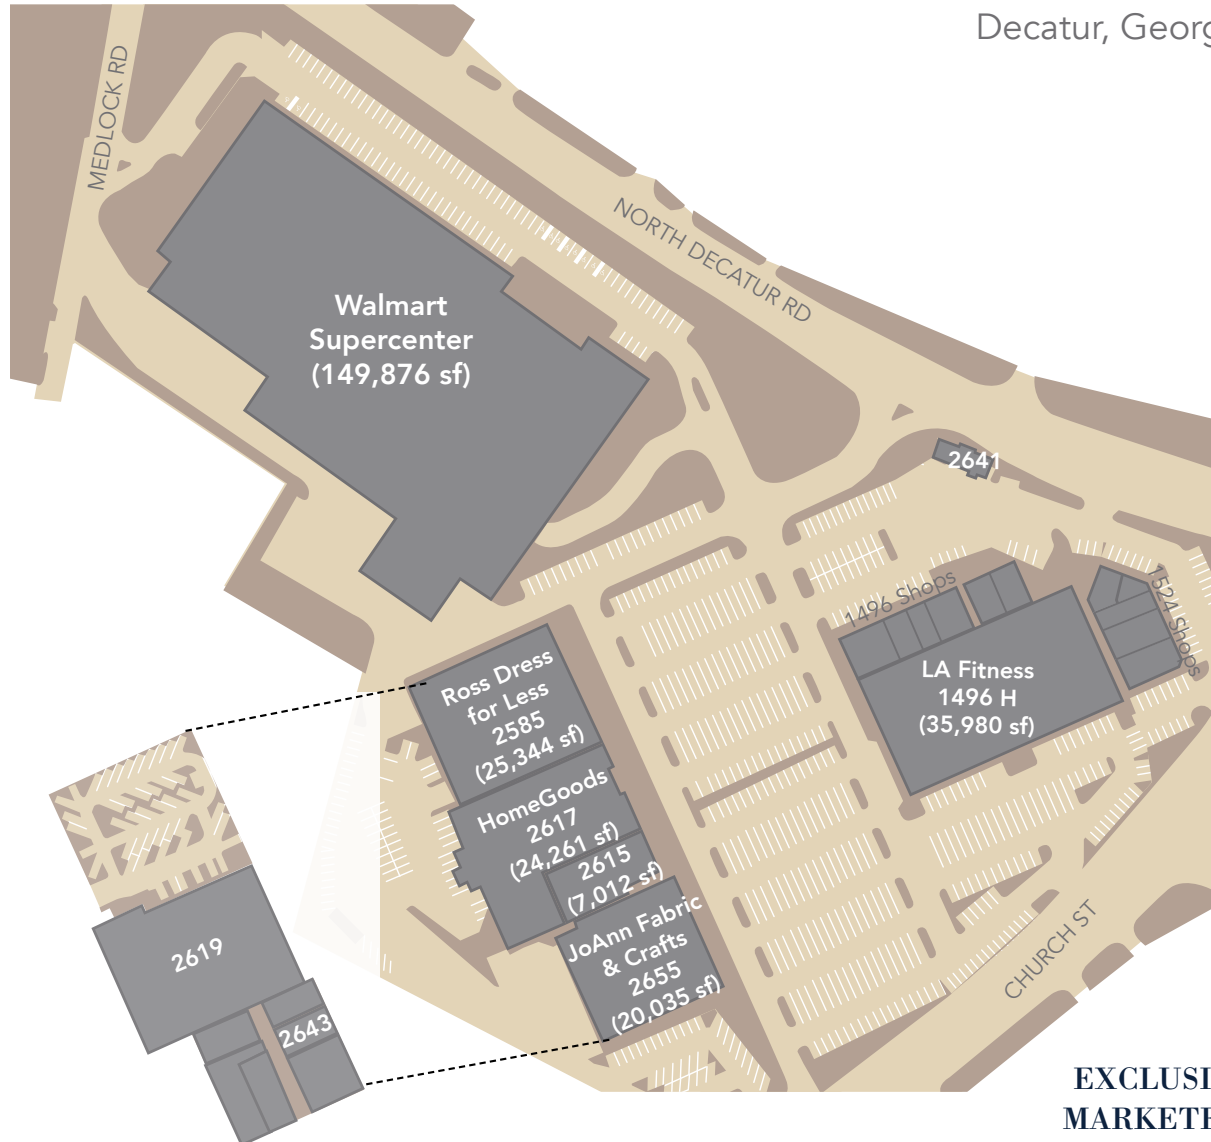 Decatur, Georg
MEDLOCK RD
NORTH DECATUR RD
Walmart
Supercenter
(149,876 sf)
2641
1496 Shops
1524 Shops
LA Fitness
1496 H
(35,980 sf)
Ross Dress
for Less
2585
(25,344 sf)
HomeGoods
2617
(24,261 sf)
2615
(7,012 sf)
JoAnn Fabric
& Crafts
2655
(20,035 sf)
2619
2643
CHURCH ST
EXCLUSI
MARKETE